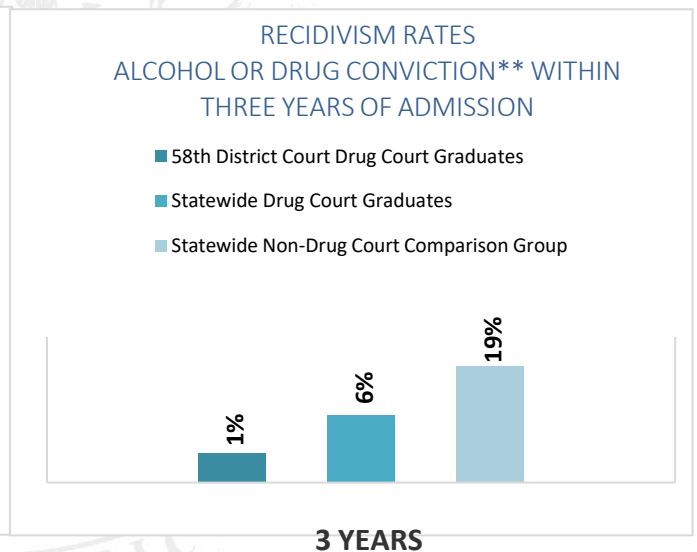 RECIDIVISM RATES
ALCOHOL OR DRUG CONVICTION** WITHIN
THREE YEARS OF ADMISSION
58th District Court Drug Court Graduates
Statewide Drug Court Graduates
Statewide Non-Drug Court Comparison Group
1%
6%
19%
3 YEARS